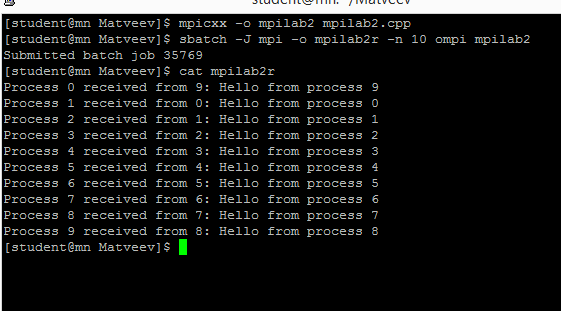 student@mn:~/Matveev
[student@mn Matveev]$ mpicxx -o mpilab2 mpilab2.cpp
[student@mn Matveev]$ sbatch -J mpi -o mpilab2r -n 10 ompi mpilab2
Submitted batch job 35769
[student@mn Matveev]$ cat mpilab2r
Process 0 received from 9: Hello from process 9
Process 1 received from 0: Hello from process 0
Process 2 received from 1: Hello from process 1
Process 3 received from 2: Hello from process 2
Process 4 received from 3: Hello from process 3
Process 5 received from 4: Hello from process 4
Process 6 received from 5: Hello from process 5
Process 7 received from 6: Hello from process 6
Process 8 received from 7: Hello from process 7
Process 9 received from 8: Hello from process 8
[student@mn Matveev]$